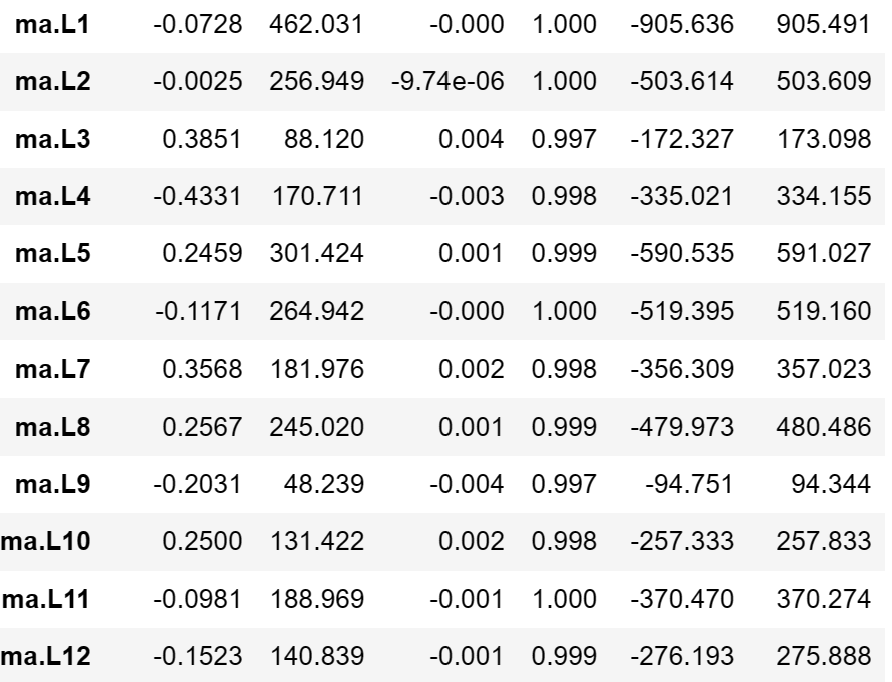 ma.L1 -0.0728 462.031 -0.000 1.000 -905.636 905.491
ma.L2 -0.0025 256.949 -9.74e-06 1.000 -503.614 503.609
ma.L3 0.3851 88.120 0.004 0.997 -172.327 173.098
ma.L4 -0.4331 170.711 -0.003 0.998 -335.021 334.155
ma.L5 0.2459 301.424 0.001 0.999 -590.535 591.027
ma.L6 -0.1171 264.942 -0.000 1.000 -519.395 519.160
ma.L7 0.3568 181.976 0.002 0.998 -356.309 357.023
ma.L8 0.2567 245.020 0.001 0.999 -479.973 480.486
ma.L9 -0.2031 48.239 -0.004 0.997 -94.751 94.344
ma.L10 0.2500 131.422 0.002 0.998 -257.333 257.833
ma.L11 -0.0981 188.969 -0.001 1.000 -370.470 370.274
ma.L12 -0.1523 140.839 -0.001 0.999 -276.193 275.888